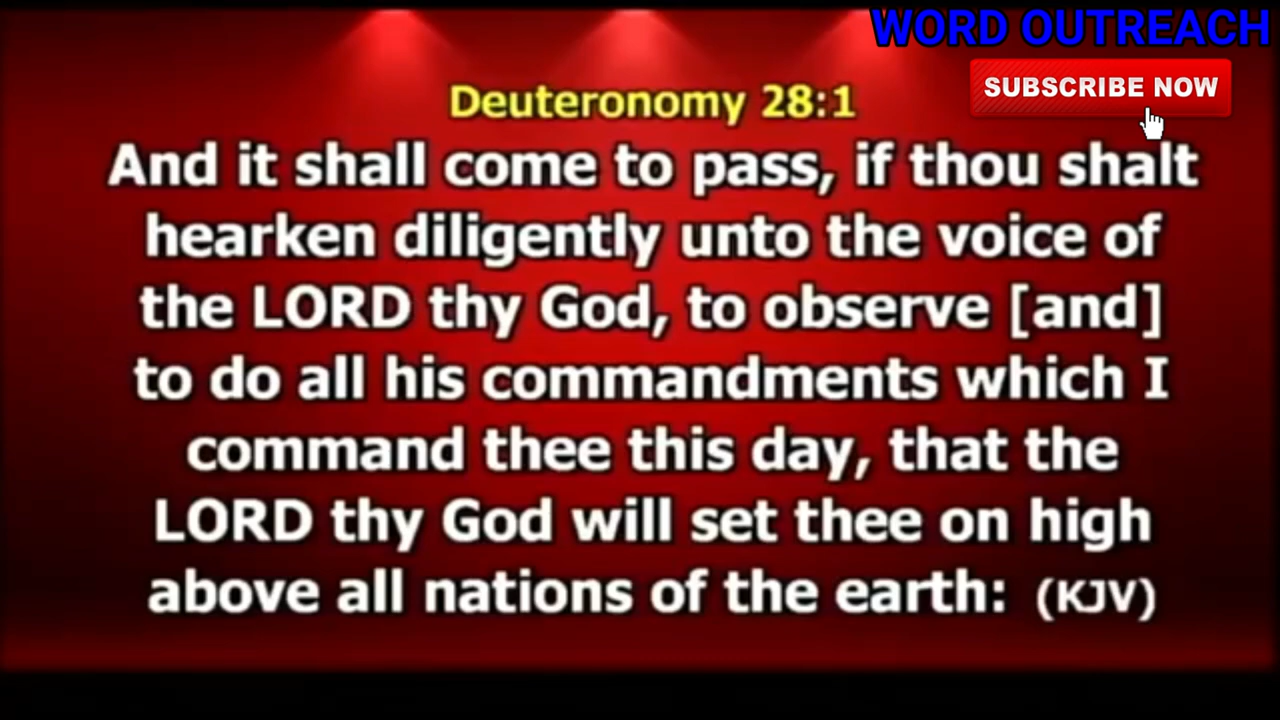 WORD OUTREACH
SUBSCRIBE NOW
Deuteronomy 28:1
And it shall come to pass, if thou shalt
hearken diligently unto the voice of
the LORD thy God, to observe [and]
to do all his commandments which I
command thee this day, that the
LORD thy God will set thee on high
above all nations of the earth: (KJV)